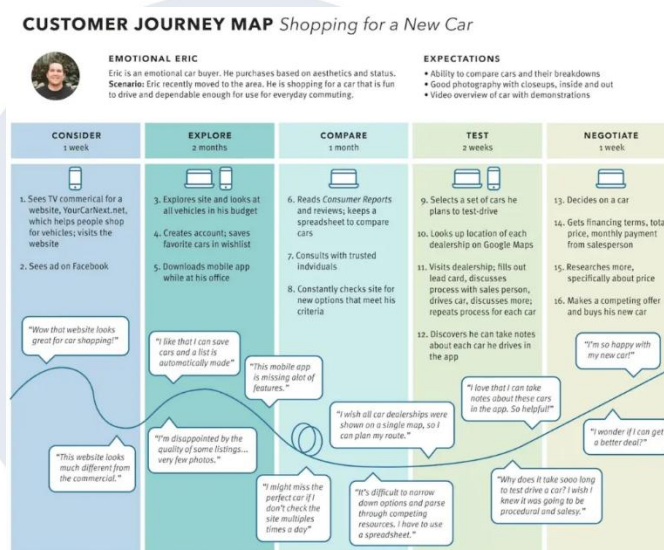 CUSTOMER JOURNEY MAP Shopping for a New Car
EMOTIONAL ERIC
Eric is an emotional car buyer. He purchases based on aesthetics and status.
Scenario: Eric recently moved to the area. He is shopping for a car that is fun
to drive and dependable enough for use for everyday commuting.
EXPECTATIONS
• Ability to compare cars and their breakdowns
• Good photography with closeups, inside and out
• Video overview of car with demonstrations
CONSIDER
1 week
1. Sees TV commerical for a
website, YourCarNext.net,
which helps people shop
for vehicles; visits the
website
2. Sees ad on Facebook
EXPLORE
2 months
3. Explores site and looks at
all vehicles in his budget
4. Creates account; saves
favorite cars in wishlist
5. Downloads mobile app
while at his office
COMPARE
1 month
6. Reads Consumer Reports
and reviews; keeps a
spreadsheet to compare
cars
7. Consults with trusted
individuals
8. Constantly checks site for
new options that meet his
criteria
TEST
2 weeks
9. Selects a set of cars he
plans to test-drive
10. Looks up location of each
dealership on Google Maps
11. Visits dealership; fills out
lead card, discusses
process with sales person,
drives car, discusses more;
repeats process for each car
12. Discovers he can take notes
about each car he drives in
the app
NEGOTIATE
1 week
13. Decides on a car
14. Gets financing terms, total
price, monthly payment
from salesperson
15. Researches more,
specifically about price
16. Makes a competing offer
and buys his new car
"Wow that website looks
great for car shopping!"
"This website looks
much different from
the commercial."
"I like that I can save
cars and a list is
automatically made"
"I'm disappointed by the
quality of some listings...
very few photos."
"This mobile app
is missing alot of
features."
"I might miss the
perfect car if I
don't check the
site multiple
times a day"
"I wish all car dealerships were
shown on a single map, so I
can plan my route."
"It's difficult to narrow
down options and parse
through competing
resources. I have to use
a spreadsheet."
"I love that I can take
notes about these cars
in the app. So helpful!"
"Why does it take sooo long
to test drive a car? I wish I
knew it was going to be
procedural and salesy."
"I'm so happy with
my new car!"
"I wonder if I can get
a better deal?"